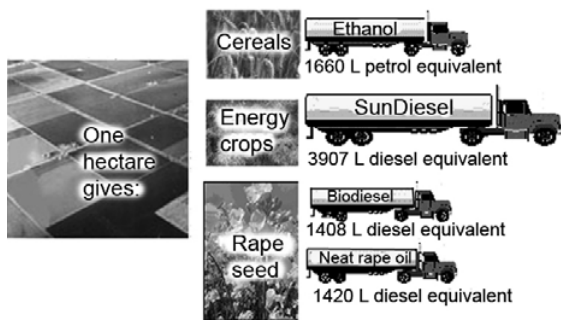 One
hectare
gives:
Cereals
Ethanol
1660 L petrol equivalent
Energy
crops
SunDiesel
3907 L diesel equivalent
Rape
seed
Biodiesel
1408 L diesel equivalent
Neat rape oil
1420 L diesel equivalent